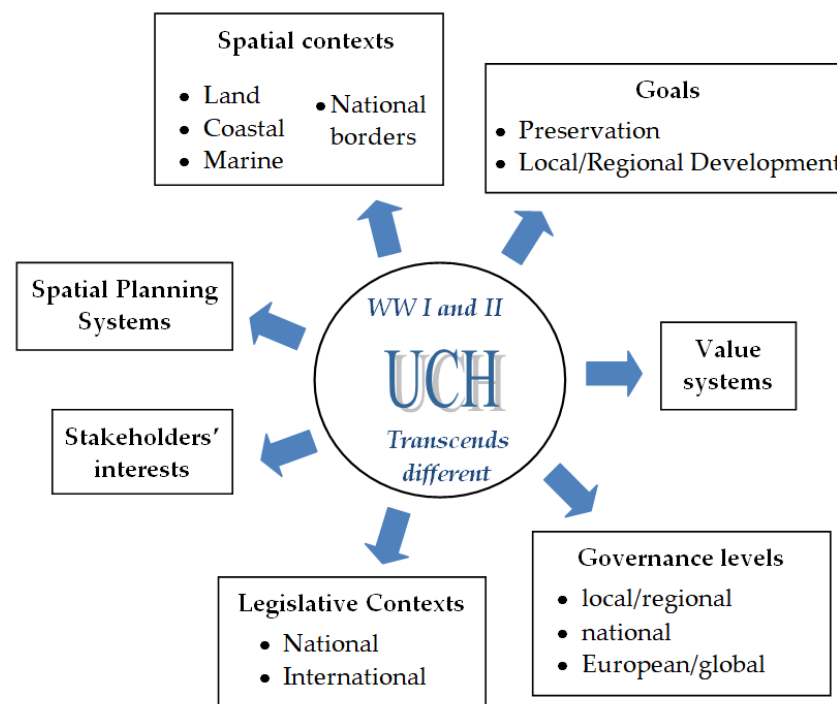 Spatial contexts
• Land
• Coastal
• Marine
• National
borders
Goals
• Preservation
• Local/Regional Development
Spatial Planning
Systems
WW I and II
UCH
Transcends
different
Value
systems
Stakeholders’
interests
Legislative Contexts
• National
• International
Governance levels
• local/regional
• national
• European/global